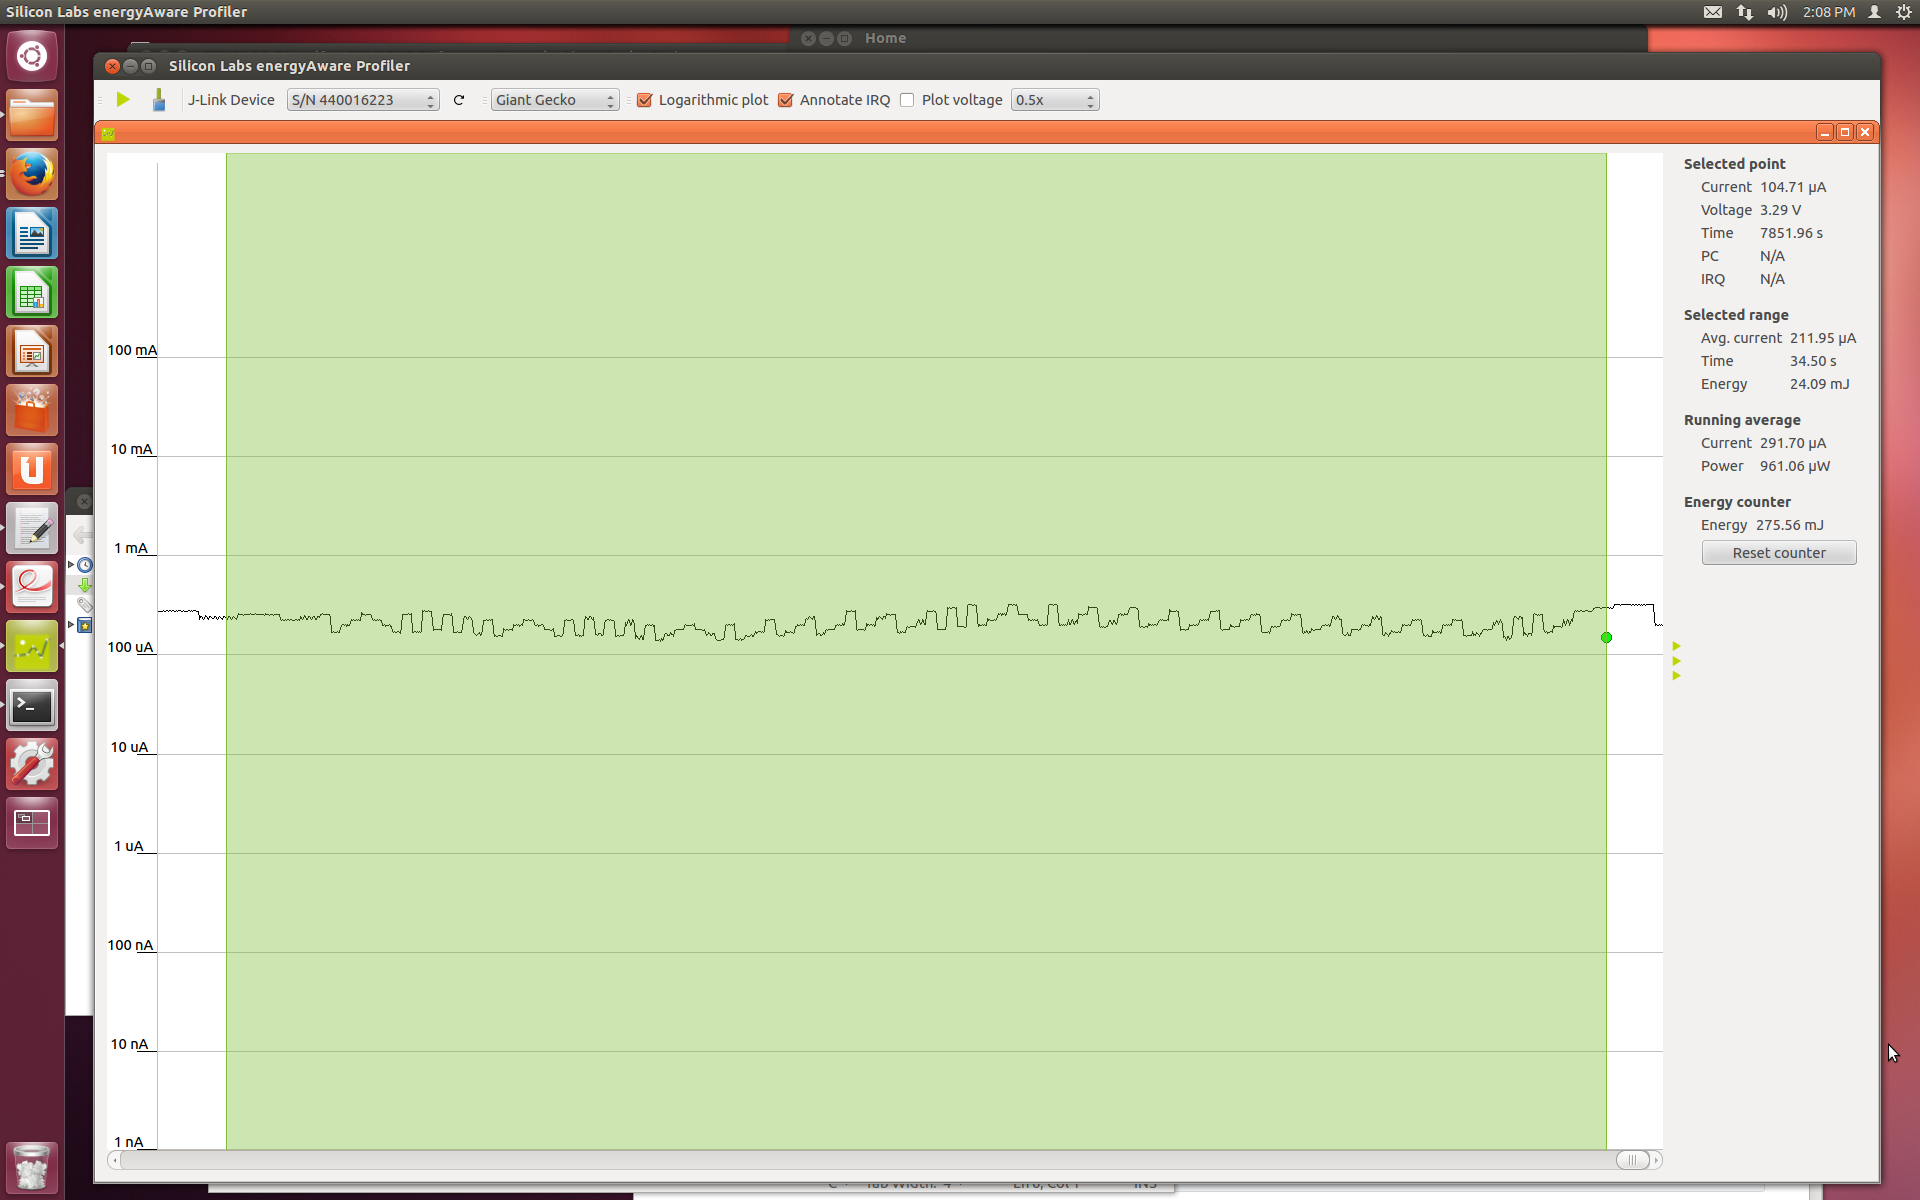 Silicon Labs energyAware Profiler
2:08 PM
Home
Silicon Labs energyAware Profiler
J-Link Device S/N 440016223 Giant Gecko Logarithmic plot Annotate IRQ Plot voltage 0.5x
100 mA
10 mA
1 mA
100 uA
10 uA
1 uA
100 nA
10 nA
1 nA
Selected point
Current 104.71 µA
Voltage 3.29 V
Time 7851.96 s
PC N/A
IRQ N/A
Selected range
Avg. current 211.95 µA
Time 34.50 s
Energy 24.09 mJ
Running average
Current 291.70 µA
Power 961.06 µW
Energy counter
Energy 275.56 mJ
Reset counter